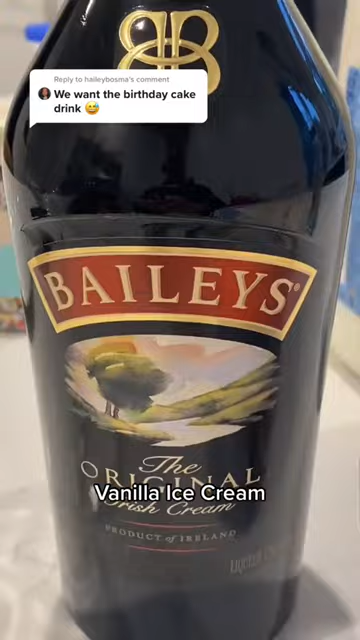 Reply to haileybosma's comment
We want the birthday cake
drink 😅
BAILEYS®
The
ORIGINAL
Vanilla Ice Cream
Irish Cream
PRODUCT of IRELAND